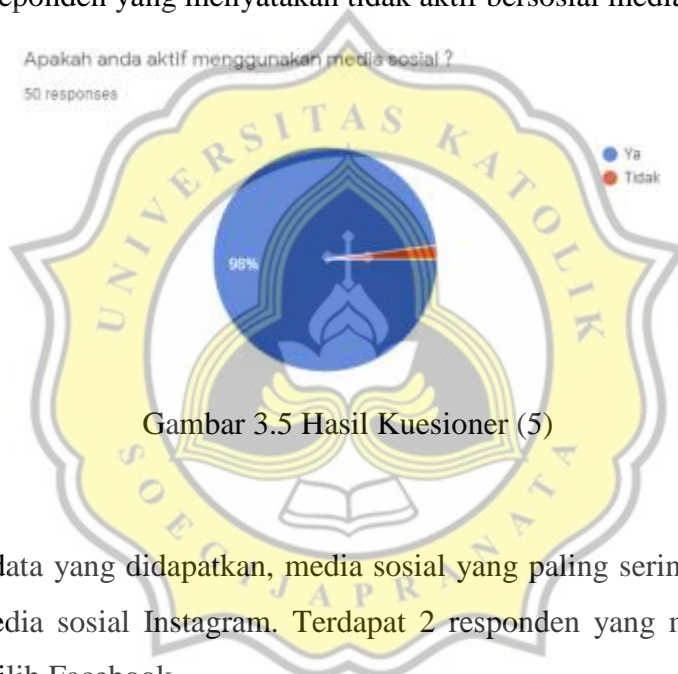 eponden yang menyatakan tidak aktif bersosial media
Apakah anda aktif menggunakan media sosial ?
50 responses
Ya
Tidak
98%
UNIVERSITAS KATOLIK
SOEGIJAPRANATA
Gambar 3.5 Hasil Kuesioner (5)
data yang didapatkan, media sosial yang paling serin
edia sosial Instagram. Terdapat 2 responden yang
ilih Facebook